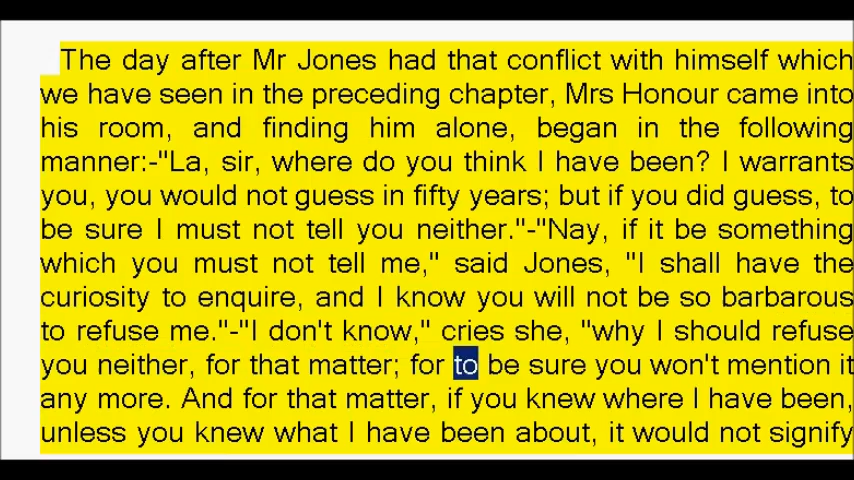 The day after Mr Jones had that conflict with himself which
we have seen in the preceding chapter, Mrs Honour came into
his room, and finding him alone, began in the following
manner:-"La, sir, where do you think I have been? I warrants
you, you would not guess in fifty years; but if you did guess, to
be sure I must not tell you neither."-"Nay, if it be something
which you must not tell me," said Jones, "I shall have the
curiosity to enquire, and I know you will not be so barbarous
to refuse me."-"I don't know," cries she, "why I should refuse
you neither, for that matter; for to be sure you won't mention it
any more. And for that matter, if you knew where I have been,
unless you knew what I have been about, it would not signify